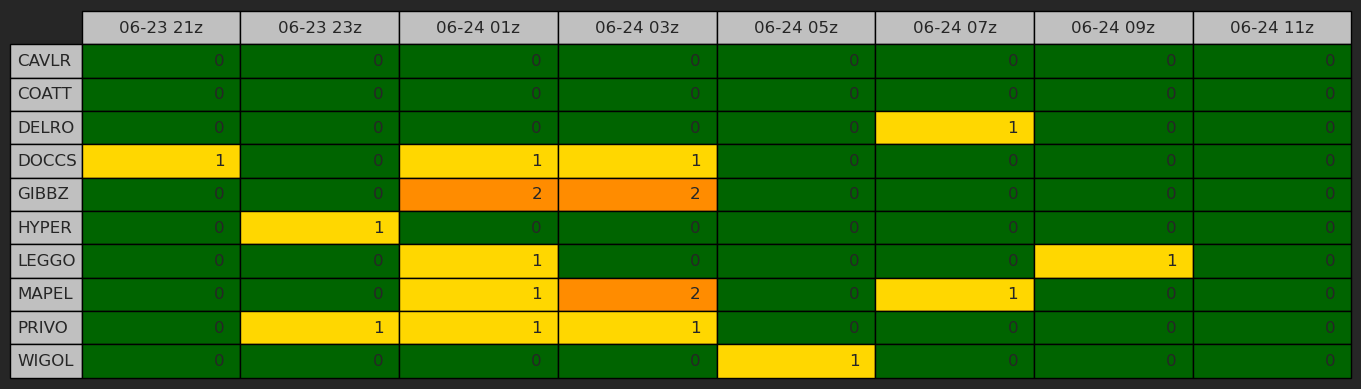 06-23 21z 06-23 23z 06-24 01z 06-24 03z 06-24 05z 06-24 07z 06-24 09z 06-24 11z
CAVLR 0 0 0 0 0 0 0 0
COATT 0 0 0 0 0 0 0 0
DELRO 0 0 0 0 0 1 0 0
DOCCS 1 0 1 1 0 0 0 0
GIBBZ 0 0 2 2 0 0 0 0
HYPER 0 1 0 0 0 0 0 0
LEGGO 0 0 1 0 0 0 1 0
MAPEL 0 0 1 2 0 1 0 0
PRIVO 0 1 1 1 0 0 0 0
WIGOL 0 0 0 0 1 0 0 0